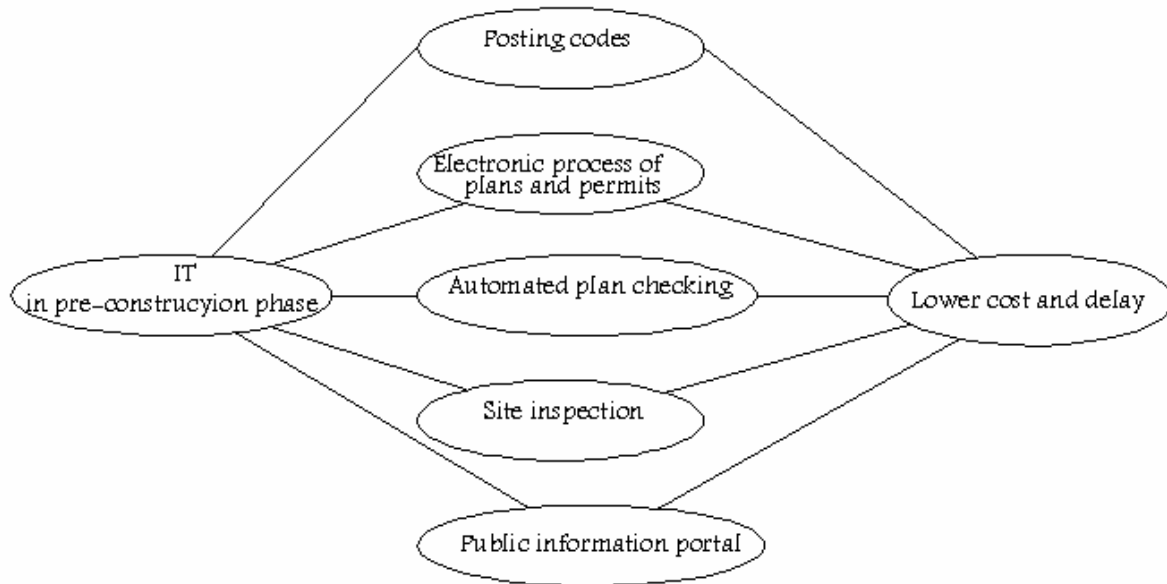 Posting codes
Electronic process of
plans and permits
IT
in pre-construcyion phase
Automated plan checking
Lower cost and delay
Site inspection
Public information portal